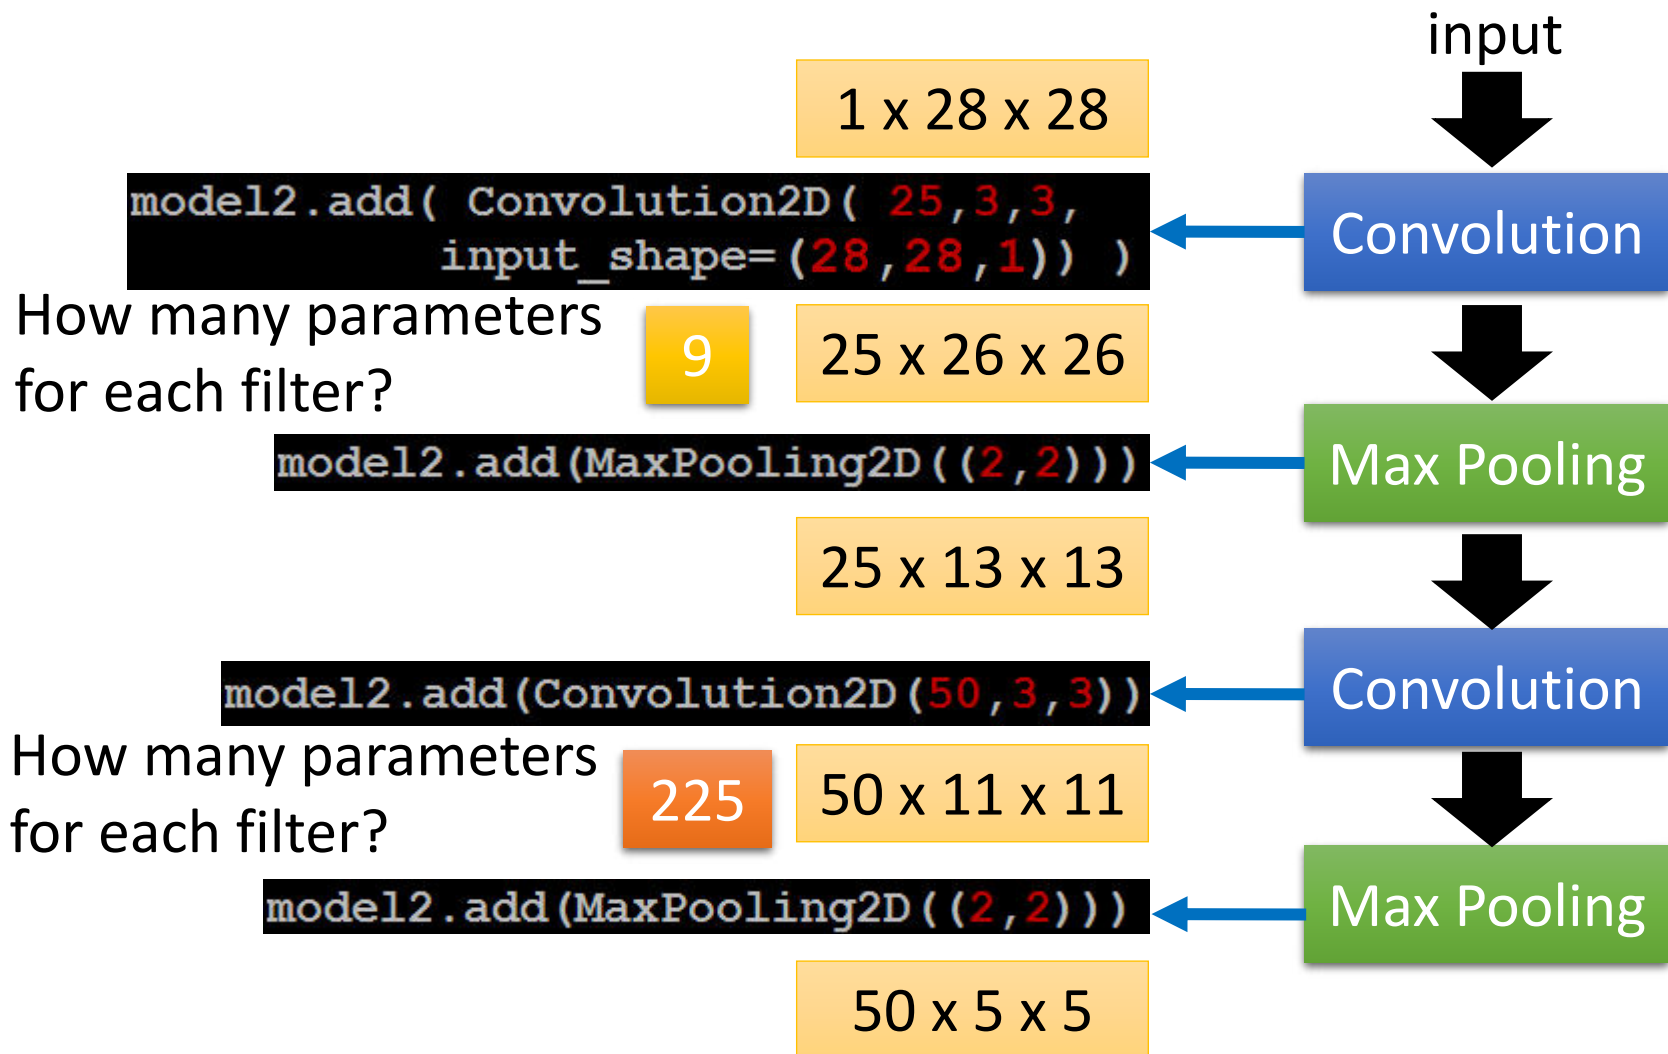 input
1 x 28 x 28
model2.add( Convolution2D( 25,3,3,
input_shape=(28,28,1)) )
Convolution
How many parameters
for each filter?
9
25 x 26 x 26
model2.add(MaxPooling2D((2,2)))
Max Pooling
25 x 13 x 13
model2.add(Convolution2D(50,3,3))
Convolution
How many parameters
for each filter?
225
50 x 11 x 11
model2.add(MaxPooling2D((2,2)))
Max Pooling
50 x 5 x 5